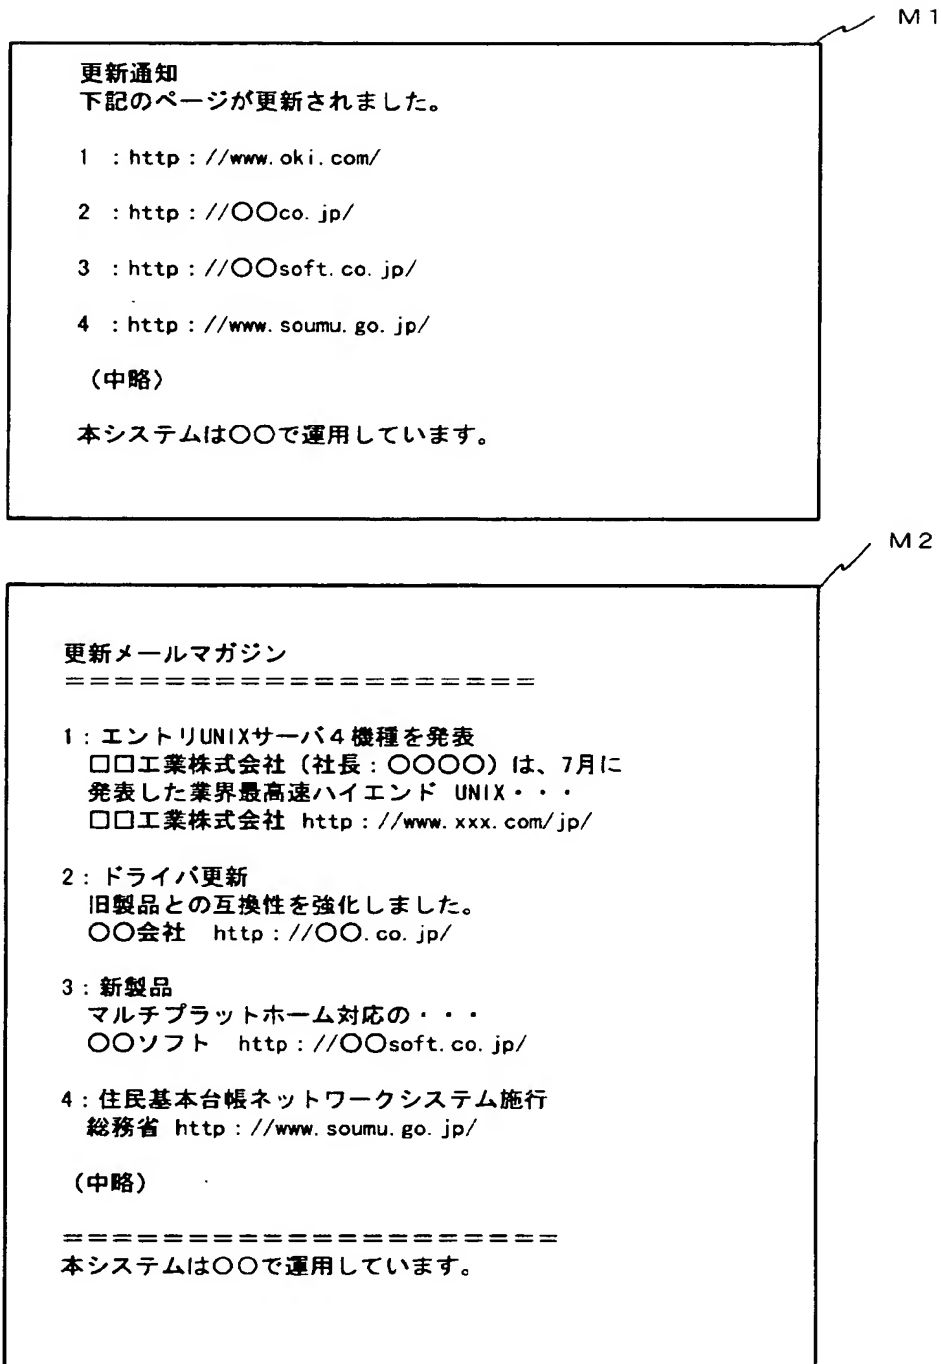 M1
更新通知
下記のページが更新されました。
1 :http://www.oki.com/
2 :http://〇〇co.jp/
3 :http://〇〇soft.co.jp/
4 :http://www.soumu.go.jp/
（中略）
本システムは〇〇で運用しています。
M2
更新メールマガジン
===================
1:エントリUNIXサーバ4機種を発表
□□工業株式会社（社長：〇〇〇〇）は、7月に
発表した業界最高速ハイエンド UNIX・・・
□□工業株式会社 http://www.xxx.com/jp/
2:ドライバ更新
旧製品との互換性を強化しました。
〇〇会社 http://〇〇.co.jp/
3:新製品
マルチプラットホーム対応の・・・
〇〇ソフト http://〇〇soft.co.jp/
4:住民基本台帳ネットワークシステム施行
総務省 http://www.soumu.go.jp/
（中略）
====================
本システムは〇〇で運用しています。